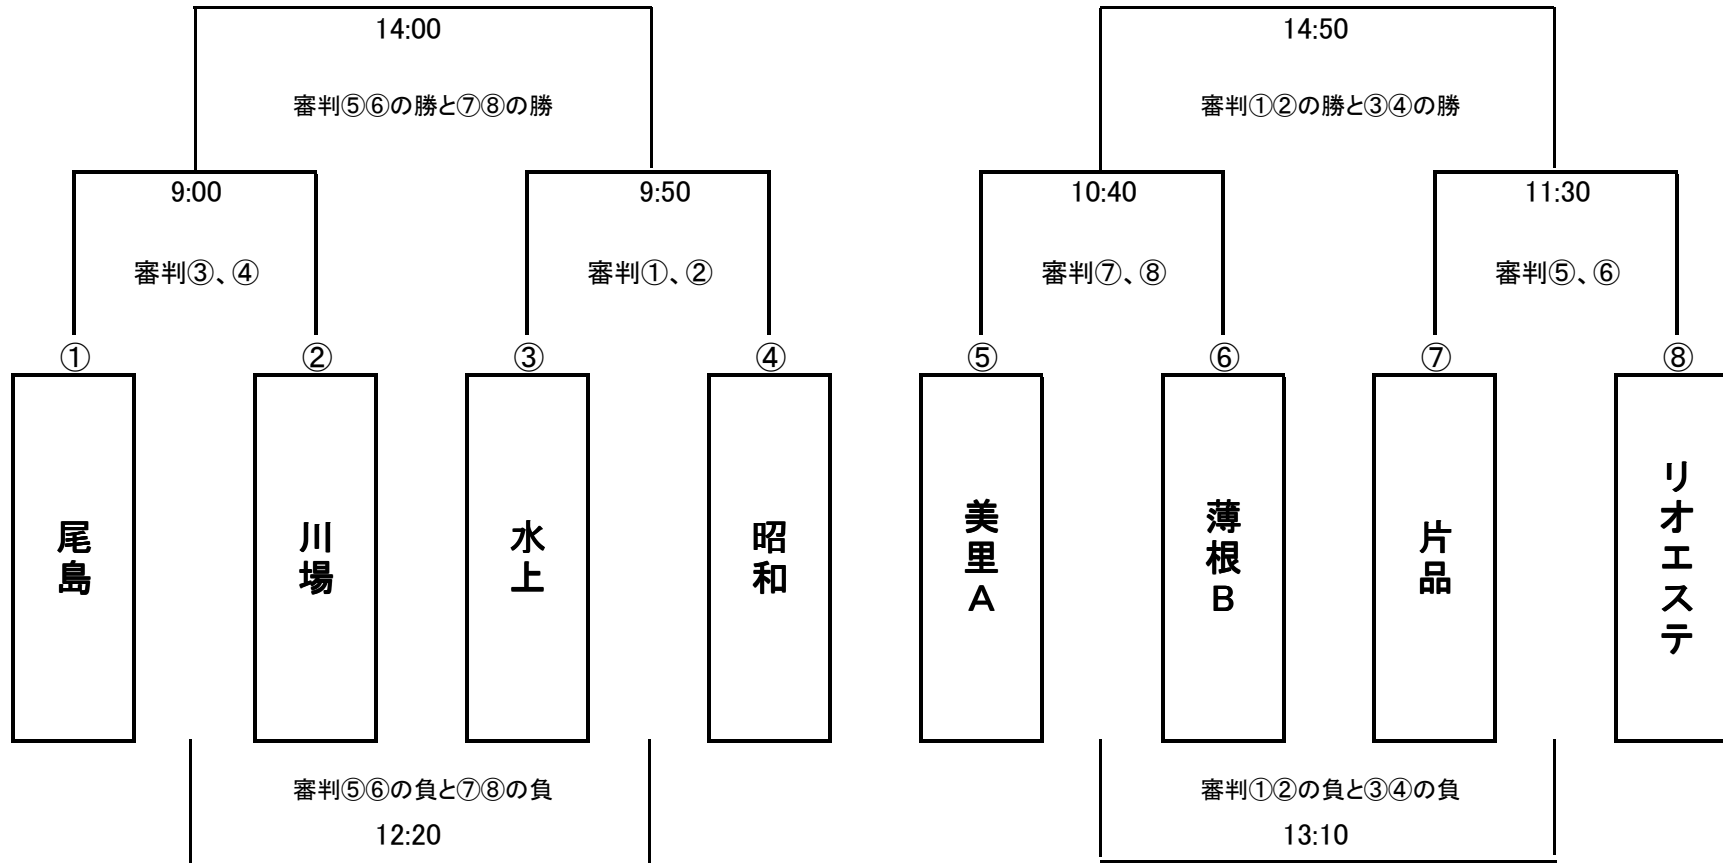 14:00
14:50
審判⑤⑥の勝と⑦⑧の勝
審判①②の勝と③④の勝
9:00
9:50
10:40
11:30
審判③、④
審判①、②
審判⑦、⑧
審判⑤、⑥
①
②
③
④
⑤
⑥
⑦
⑧
尾島
川場
水上
昭和
美里A
薄根B
片品
リオエステ
審判⑤⑥の負と⑦⑧の負
審判①②の負と③④の負
12:20
13:10